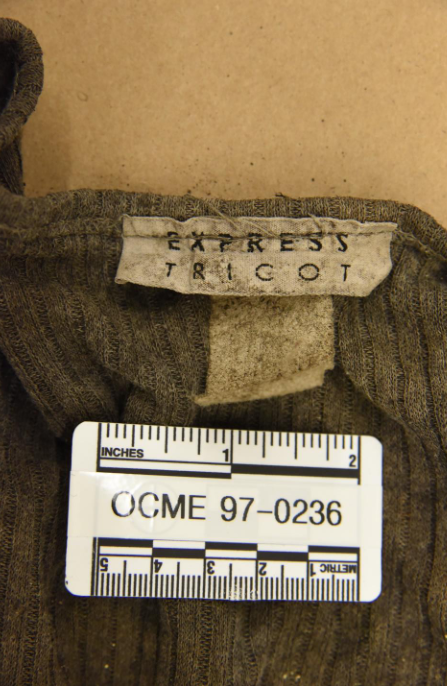 EXPRESS
TRICOT
INCHES 1 2
OCME 97-0236
5 4 3 2 1 METRIC